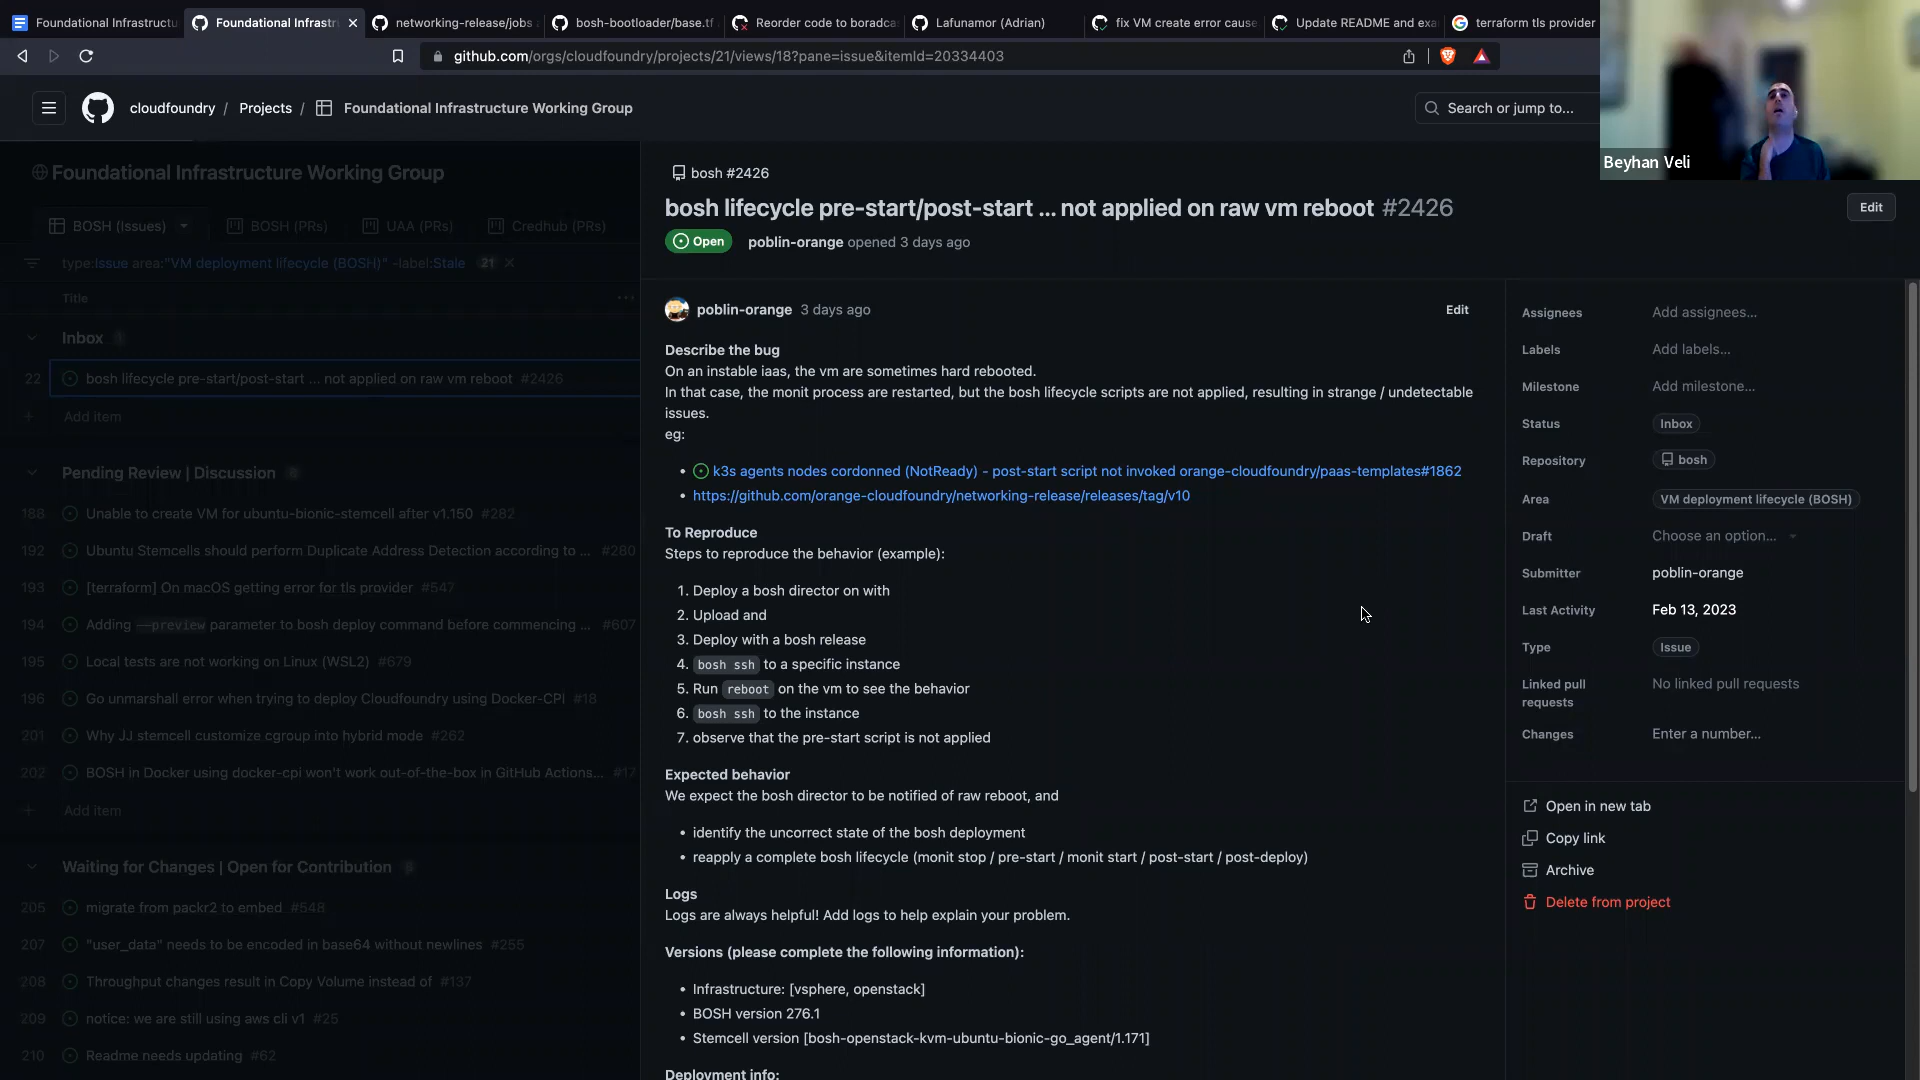 Foundational Infrastructu
Foundational Infrastr
networking-release/jobs
bosh-bootloader/base.tf
Reorder code to boradca
Lafunamor (Adrian)
fix VM create error cause
Update README and exa
terraform tls provider
github.com/orgs/cloudfoundry/projects/21/views/18?pane=issue&itemId=20334403
cloudfoundry / Projects / Foundational Infrastructure Working Group
Search or jump to...
Beyhan Veli
Foundational Infrastructure Working Group
BOSH (Issues)
BOSH (PRs)
UAA (PRs)
Credhub (PRs)
type:Issue area:"VM deployment lifecycle (BOSH)" -label:Stale 21
Title
Inbox 1
22 bosh lifecycle pre-start/post-start ... not applied on raw vm reboot #2426
Add item
Pending Review | Discussion
188 Unable to create VM for ubuntu-bionic-stemcell after v1.150 #282
192 Ubuntu Stemcells should perform Duplicate Address Detection according to ... #280
193 [terraform] On macOS getting error for tls provider #547
194 Adding --preview parameter to bosh deploy command before commencing ... #607
195 Local tests are not working on Linux (WSL2) #679
196 Go unmarshall error when trying to deploy Cloudfoundry using Docker-CPI #18
201 Why JJ stemcell customize cgroup into hybrid mode #262
202 BOSH in Docker using docker-cpi won't work out-of-the-box in GitHub Actions... #17
Add item
Waiting for Changes | Open for Contribution
205 migrate from packr2 to embed #548
207 "user_data" needs to be encoded in base64 without newlines #255
208 Throughput changes result in Copy Volume instead of #137
209 notice: we are still using aws cli v1 #25
210 Readme needs updating #62
bosh #2426
bosh lifecycle pre-start/post-start ... not applied on raw vm reboot #2426
Edit
Open
poblin-orange opened 3 days ago
poblin-orange 3 days ago
Edit
Describe the bug
On an instable iaas, the vm are sometimes hard rebooted.
In that case, the monit process are restarted, but the bosh lifecycle scripts are not applied, resulting in strange / undetectable
issues.
eg:
• k3s agents nodes cordonned (NotReady) - post-start script not invoked orange-cloudfoundry/paas-templates#1862
• https://github.com/orange-cloudfoundry/networking-release/releases/tag/v10
To Reproduce
Steps to reproduce the behavior (example):
1. Deploy a bosh director on with
2. Upload and
3. Deploy with a bosh release
4. bosh ssh to a specific instance
5. Run reboot on the vm to see the behavior
6. bosh ssh to the instance
7. observe that the pre-start script is not applied
Expected behavior
We expect the bosh director to be notified of raw reboot, and
• identify the uncorrect state of the bosh deployment
• reapply a complete bosh lifecycle (monit stop / pre-start / monit start / post-start / post-deploy)
Logs
Logs are always helpful! Add logs to help explain your problem.
Versions (please complete the following information):
• Infrastructure: [vsphere, openstack]
• BOSH version 276.1
• Stemcell version [bosh-openstack-kvm-ubuntu-bionic-go_agent/1.171]
Deployment info:
Assignees Add assignees...
Labels Add labels...
Milestone Add milestone...
Status Inbox
Repository bosh
Area VM deployment lifecycle (BOSH)
Draft Choose an option...
Submitter poblin-orange
Last Activity Feb 13, 2023
Type Issue
Linked pull requests No linked pull requests
Changes Enter a number...
Open in new tab
Copy link
Archive
Delete from project